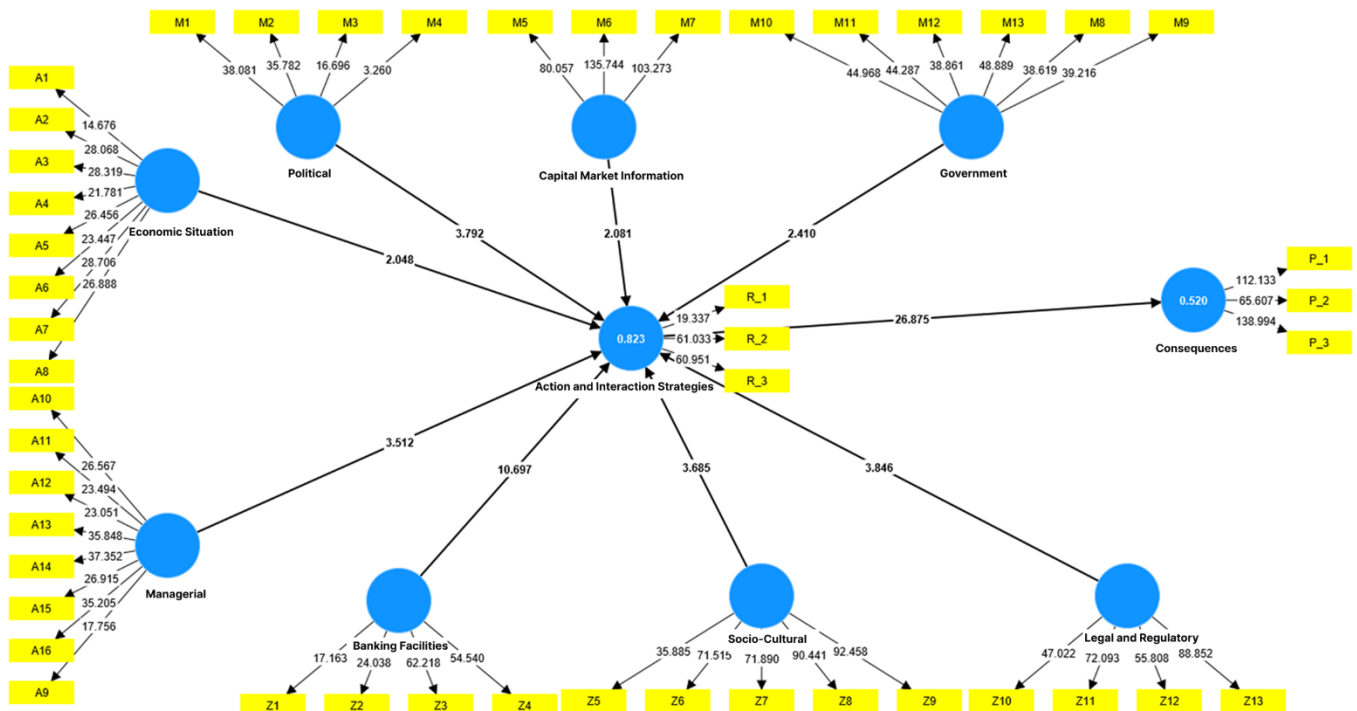 M1 M2 M3 M4 M5 M6 M7 M10 M11 M12 M13 M8 M9
38.081 35.782 16.696 3.260
80.057 135.744 103.273
44.968 44.287 38.861 48.889 38.619 39.216
Political
Capital Market Information
Government
A1
A2
A3
A4
A5
A6
A7
A8
14.676
28.068
28.319
21.781
26.456
23.447
28.706
26.888
Economic Situation
3.792
2.081
2.410
2.048
R_1
R_2
R_3
19.337
61.033
60.951
0.823
Action and Interaction Strategies
26.875
0.520
Consequences
P_1
P_2
P_3
112.133
65.607
138.994
A10
A11
A12
A13
A14
A15
A16
A9
26.567
23.494
23.051
35.848
37.352
26.915
35.205
17.756
Managerial
3.512
10.697
3.685
3.846
Banking Facilities
Socio-Cultural
Legal and Regulatory
17.163 24.038 62.218 54.540
35.885 71.515 71.890 90.441 92.458
47.022 72.093 55.808 88.852
Z1 Z2 Z3 Z4 Z5 Z6 Z7 Z8 Z9 Z10 Z11 Z12 Z13